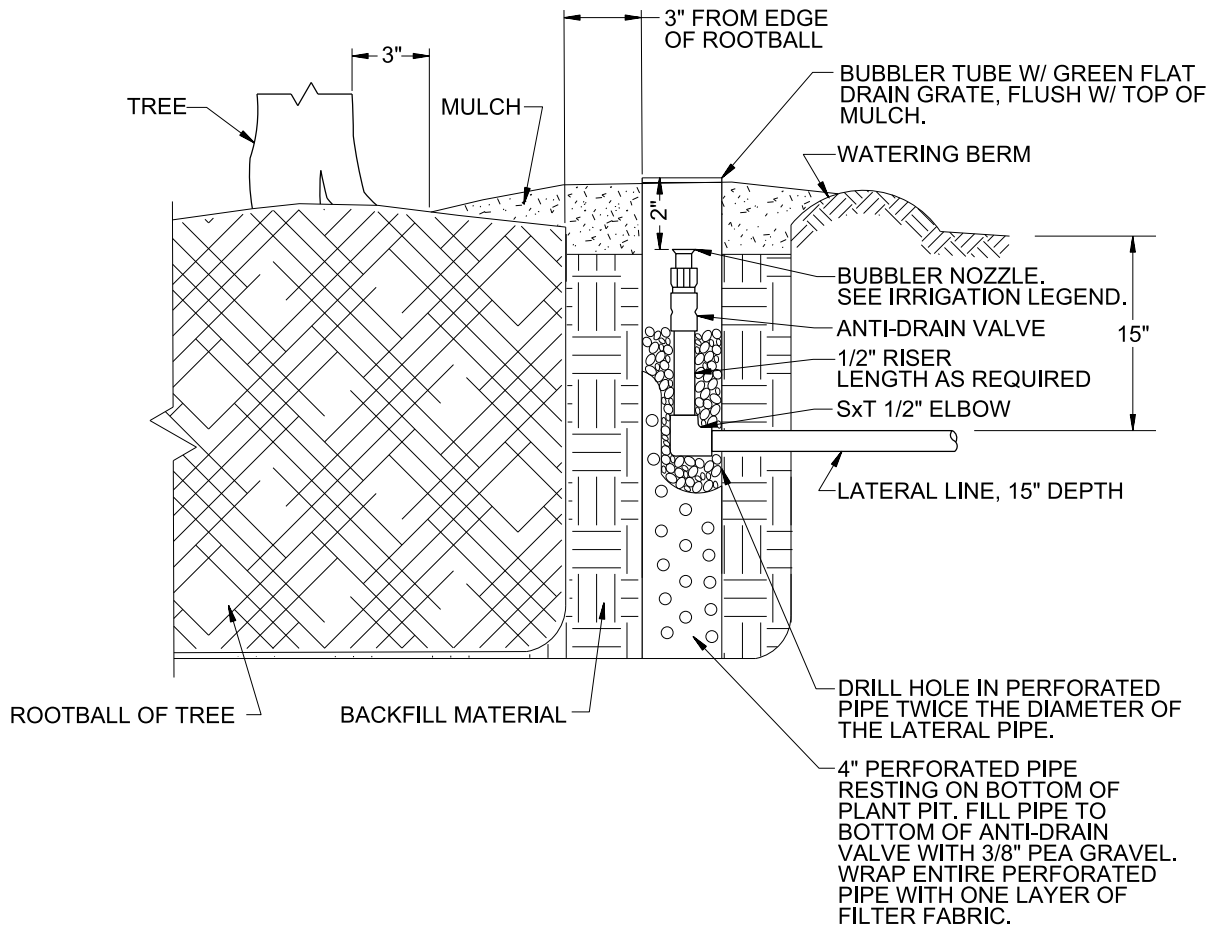 3" FROM EDGE
OF ROOTBALL
3"
TREE
MULCH
BUBBLER TUBE W/ GREEN FLAT
DRAIN GRATE, FLUSH W/ TOP OF
MULCH.
WATERING BERM
2"
BUBBLER NOZZLE.
SEE IRRIGATION LEGEND.
ANTI-DRAIN VALVE
15"
1/2" RISER
LENGTH AS REQUIRED
SxT 1/2" ELBOW
LATERAL LINE, 15" DEPTH
ROOTBALL OF TREE
BACKFILL MATERIAL
DRILL HOLE IN PERFORATED
PIPE TWICE THE DIAMETER OF
THE LATERAL PIPE.
4" PERFORATED PIPE
RESTING ON BOTTOM OF
PLANT PIT. FILL PIPE TO
BOTTOM OF ANTI-DRAIN
VALVE WITH 3/8" PEA GRAVEL.
WRAP ENTIRE PERFORATED
PIPE WITH ONE LAYER OF
FILTER FABRIC.